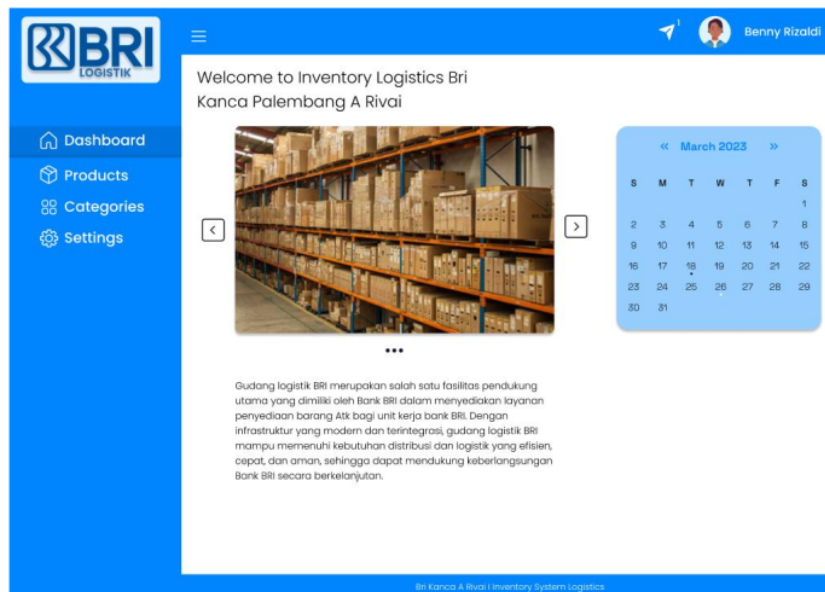 BRI
LOGISTIK
1
Benny Rizaldi
Welcome to Inventory Logistics Bri
Kanca Palembang A Rivai
Dashboard
Products
Categories
Settings
« March 2023 »
S M T W T F S
1
2 3 4 5 6 7 8
9 10 11 12 13 14 15
16 17 18 19 20 21 22
23 24 25 26 27 28 29
30 31
Gudang logistik BRI merupakan salah satu fasilitas pendukung
utama yang dimiliki oleh Bank BRI dalam menyediakan layanan
penyediaan barang Atk bagi unit kerja bank BRI. Dengan
infrastruktur yang modern dan terintegrasi, gudang logistik BRI
mampu memenuhi kebutuhan distribusi dan logistik yang efisien,
cepat, dan aman, sehingga dapat mendukung keberlangsungan
Bank BRI secara berkelanjutan.
Bri Kanca A Rivai I Inventory System Logistics